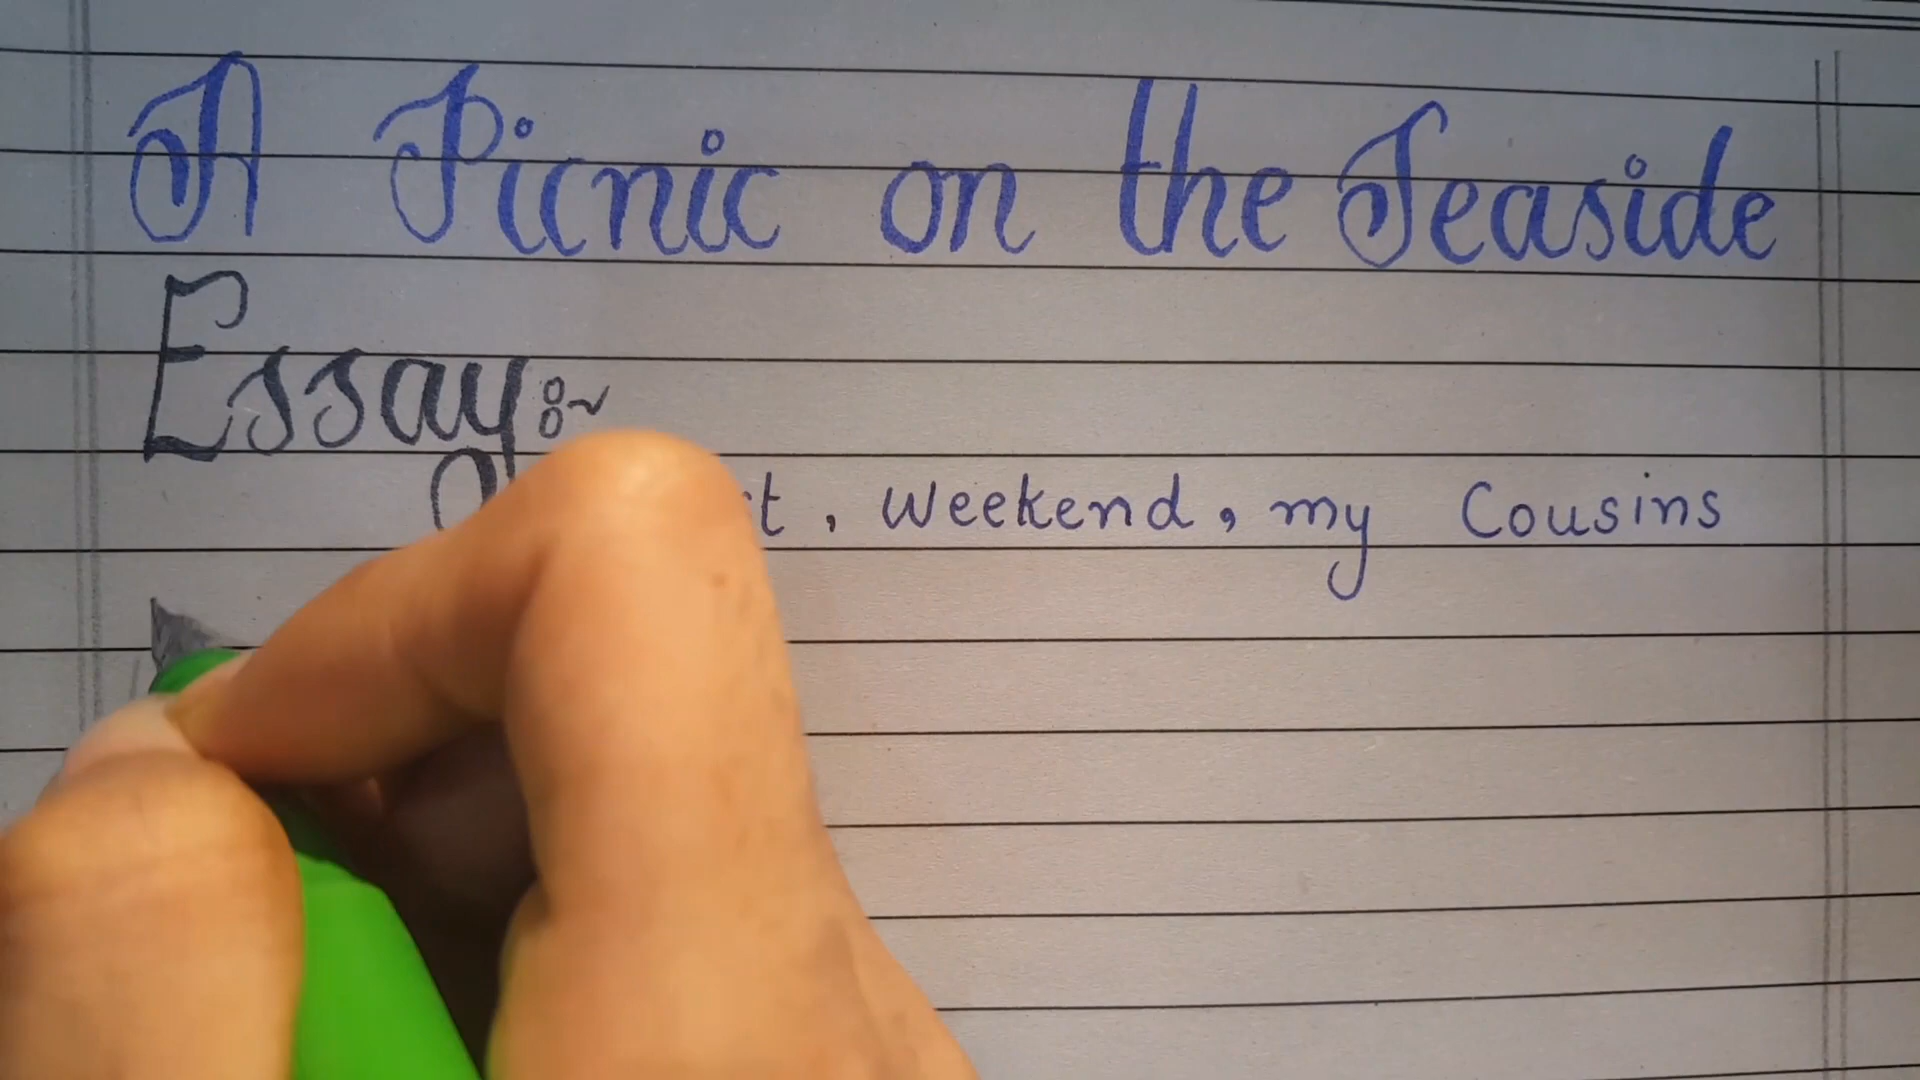 A Picnic on the Seaside
Essay:~
, Weekend, my Cousins